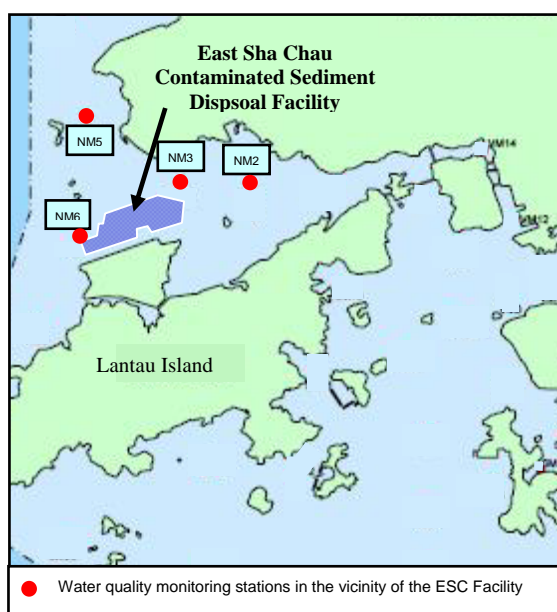 East Sha Chau
Contaminated Sediment
Dispsoal Facility
NM5
NM3
NM2
NM6
Lantau Island
Water quality monitoring stations in the vicinity of the ESC Facility